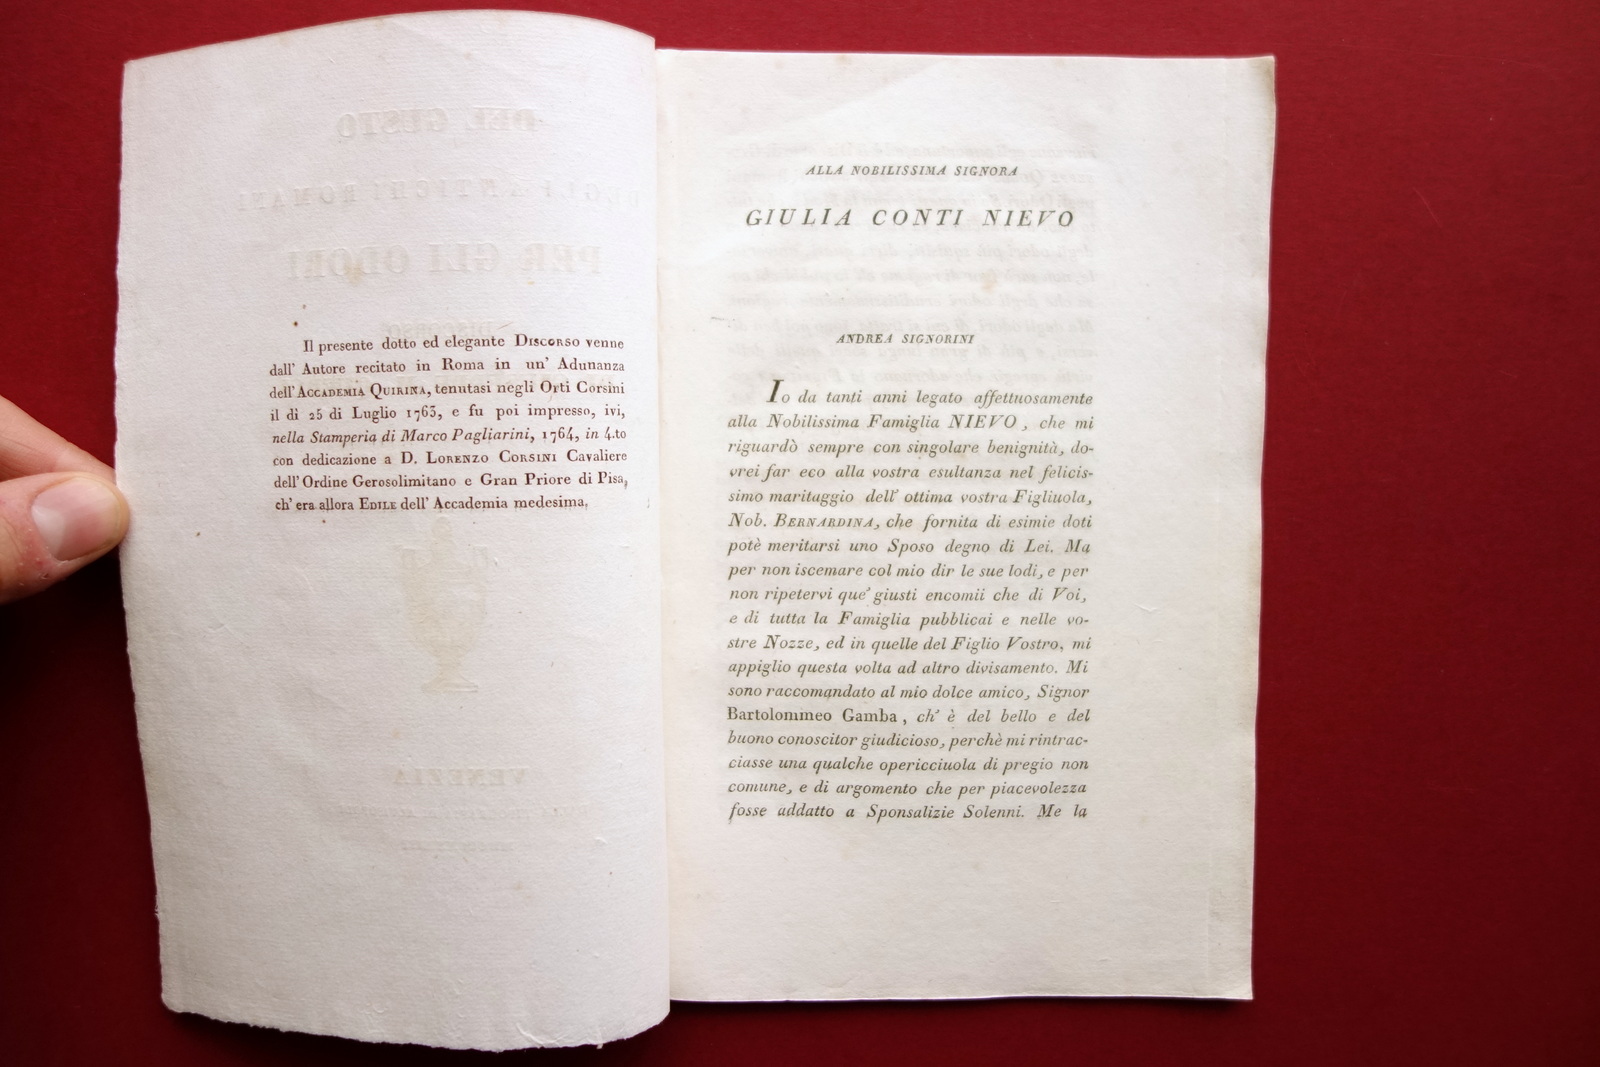 Il presente dotto ed elegante Discorso venne
dall' Autore recitato in Roma in un' Adunanza
dell'Accademia Quirina, tenutasi negli Orti Corsini
il dì 25 di Luglio 1763, e fu poi impresso, ivi,
nella Stamperia di Marco Pagliarini, 1764, in 4.to
con dedicazione a D. Lorenzo Corsini Cavaliere
dell'Ordine Gerosolimitano e Gran Priore di Pisa,
ch' era allora Edile dell' Accademia medesima.
ALLA NOBILISSIMA SIGNORA
GIULIA CONTI NIEVO
ANDREA SIGNORINI
Io da tanti anni legato affettuosamente
alla Nobilissima Famiglia NIEVO, che mi
riguardò sempre con singolare benignità, do-
vrei far eco alla vostra esultanza nel felicis-
simo maritaggio dell' ottima vostra Figliuola,
Nob. Bernardina, che fornita di esimie doti
potè meritarsi uno Sposo degno di Lei. Ma
per non iscemare col mio dir le sue lodi, e per
non ripetervi que' giusti encomii che di Voi,
e di tutta la Famiglia pubblicai e nelle vo-
stre Nozze, ed in quelle del Figlio Vostro, mi
appiglio questa volta ad altro divisamento. Mi
sono raccomandato al mio dolce amico, Signor
Bartolommeo Gamba, ch' è del bello e del
buono conoscitor giudicioso, perchè mi rintrac-
ciasse una qualche opericciuola di pregio non
comune, e di argomento che per piacevolezza
fosse addatto a Sponsalizie Solenni. Me la